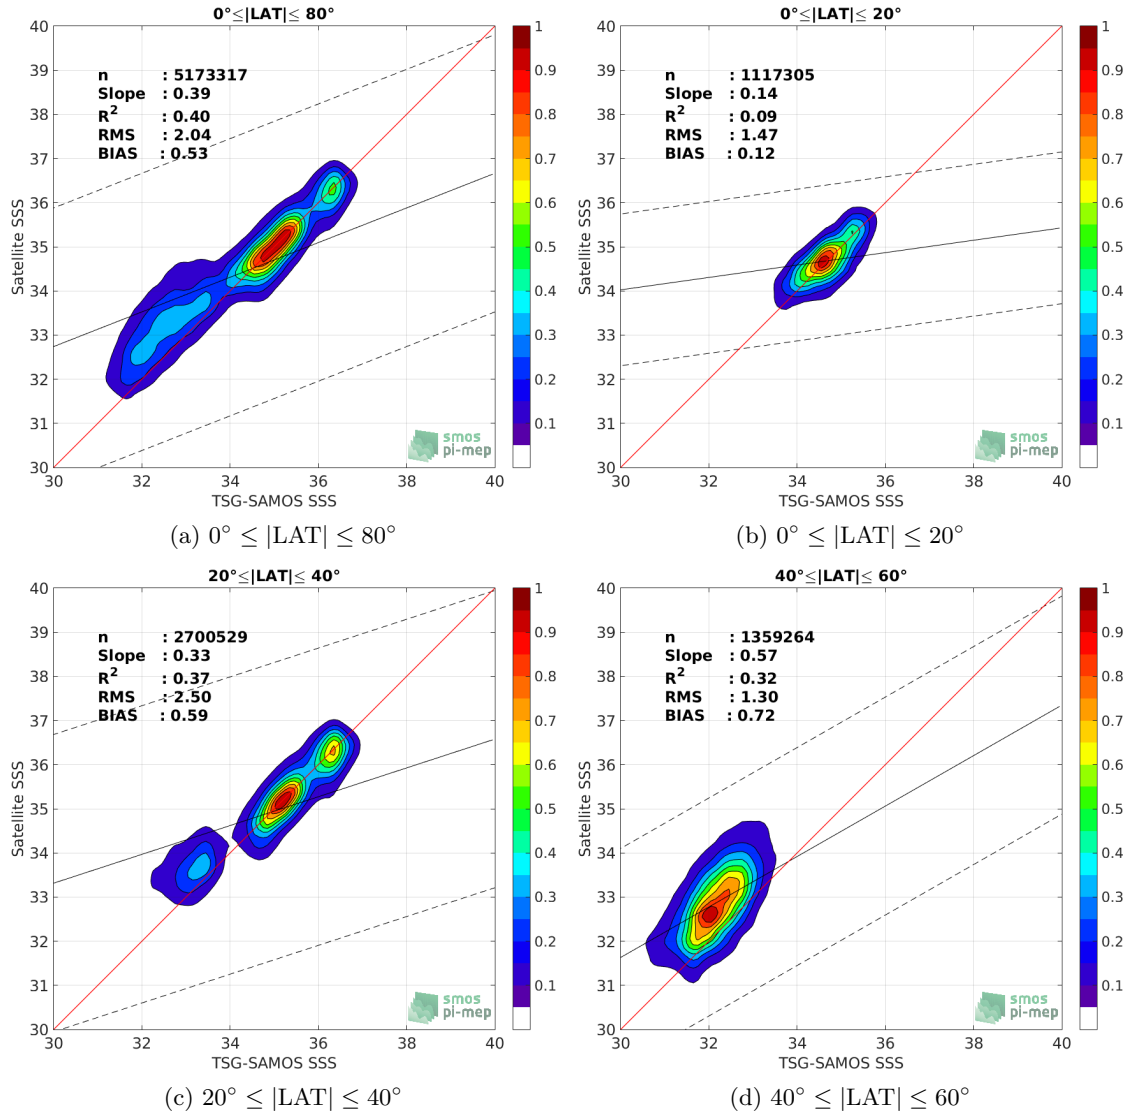 0°≤|LAT|≤ 80°
n : 5173317
Slope : 0.39
R² : 0.40
RMS : 2.04
BIAS : 0.53
Satellite SSS
40
39
38
37
36
35
34
33
32
31
30
30 32 34 36 38 40
TSG-SAMOS SSS
1
0.9
0.8
0.7
0.6
0.5
0.4
0.3
0.2
0.1
smos
pi-mep
(a) 0° ≤ |LAT| ≤ 80°
0°≤|LAT|≤ 20°
n : 1117305
Slope : 0.14
R² : 0.09
RMS : 1.47
BIAS : 0.12
Satellite SSS
40
39
38
37
36
35
34
33
32
31
30
30 32 34 36 38 40
TSG-SAMOS SSS
1
0.9
0.8
0.7
0.6
0.5
0.4
0.3
0.2
0.1
smos
pi-mep
(b) 0° ≤ |LAT| ≤ 20°
20°≤|LAT|≤ 40°
n : 2700529
Slope : 0.33
R² : 0.37
RMS : 2.50
BIAS : 0.59
Satellite SSS
40
39
38
37
36
35
34
33
32
31
30
30 32 34 36 38 40
TSG-SAMOS SSS
1
0.9
0.8
0.7
0.6
0.5
0.4
0.3
0.2
0.1
smos
pi-mep
(c) 20° ≤ |LAT| ≤ 40°
40°≤|LAT|≤ 60°
n : 1359264
Slope : 0.57
R² : 0.32
RMS : 1.30
BIAS : 0.72
Satellite SSS
40
39
38
37
36
35
34
33
32
31
30
30 32 34 36 38 40
TSG-SAMOS SSS
1
0.9
0.8
0.7
0.6
0.5
0.4
0.3
0.2
0.1
smos
pi-mep
(d) 40° ≤ |LAT| ≤ 60°